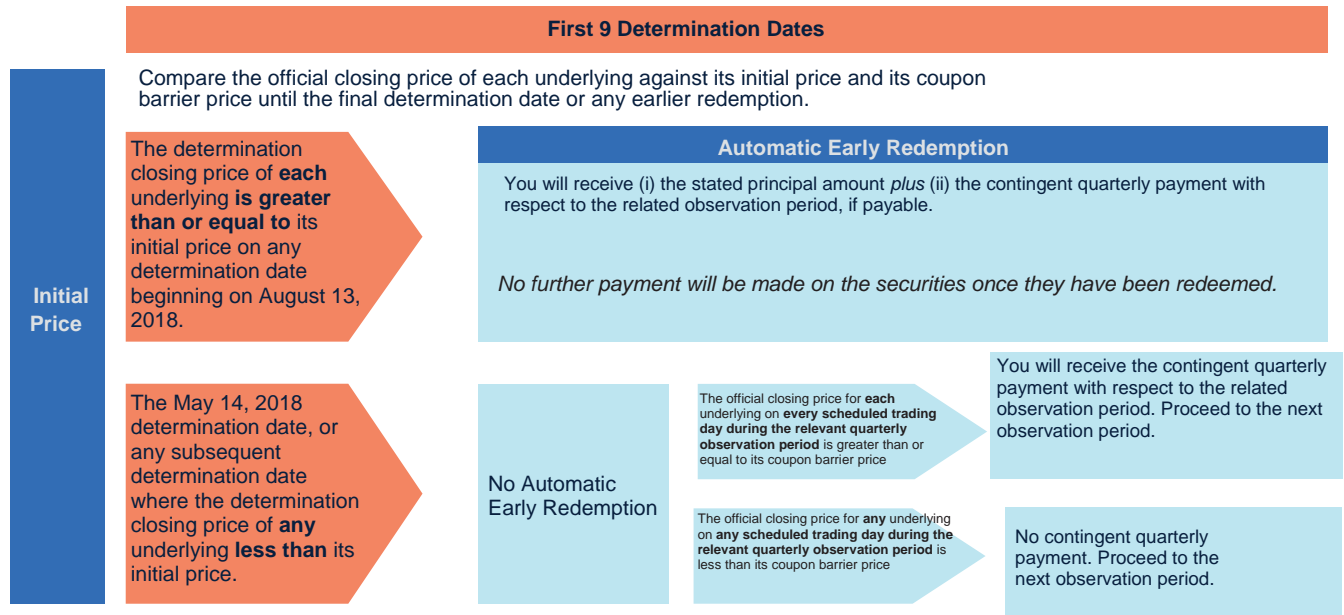 First 9 Determination Dates
Compare the official closing price of each underlying against its initial price and its coupon
barrier price until the final determination date or any earlier redemption.
Initial
Price
The determination
closing price of each
underlying is greater
than or equal to its
initial price on any
determination date
beginning on August 13,
2018.
Automatic Early Redemption
You will receive (i) the stated principal amount plus (ii) the contingent quarterly payment with
respect to the related observation period, if payable.
No further payment will be made on the securities once they have been redeemed.
The May 14, 2018
determination date, or
any subsequent
determination date
where the determination
closing price of any
underlying less than its
initial price.
No Automatic
Early Redemption
The official closing price for each
underlying on every scheduled trading
day during the relevant quarterly
observation period is greater than or
equal to its coupon barrier price
You will receive the contingent quarterly
payment with respect to the related
observation period. Proceed to the next
observation period.
The official closing price for any underlying
on any scheduled trading day during the
relevant quarterly observation period is
less than its coupon barrier price
No contingent quarterly
payment. Proceed to the
next observation period.